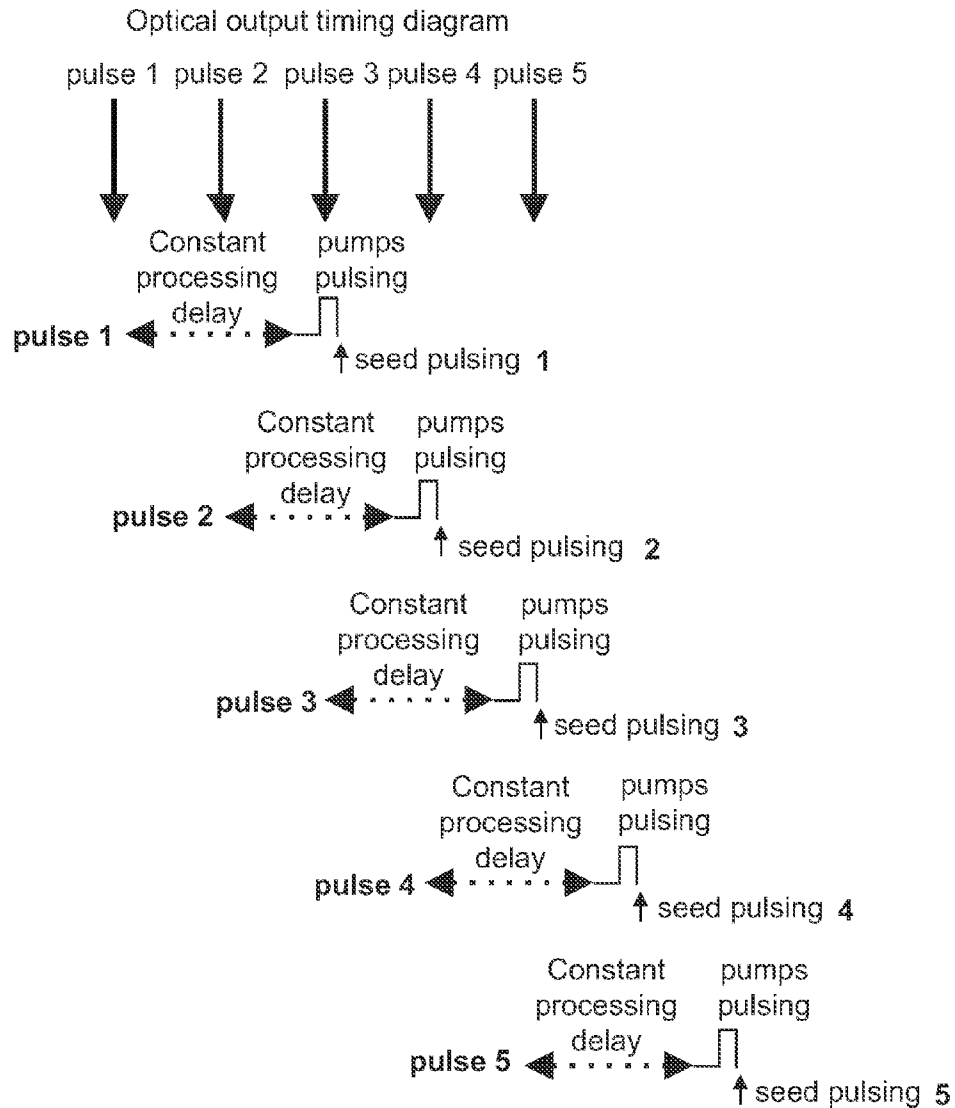 Optical output timing diagram
pulse 1 pulse 2 pulse 3 pulse 4 pulse 5
Constant pumps
processing pulsing
delay
pulse 1
seed pulsing 1
Constant pumps
processing pulsing
delay
pulse 2
seed pulsing 2
Constant pumps
processing pulsing
delay
pulse 3
seed pulsing 3
Constant pumps
processing pulsing
delay
pulse 4
seed pulsing 4
Constant pumps
processing pulsing
delay
pulse 5
seed pulsing 5